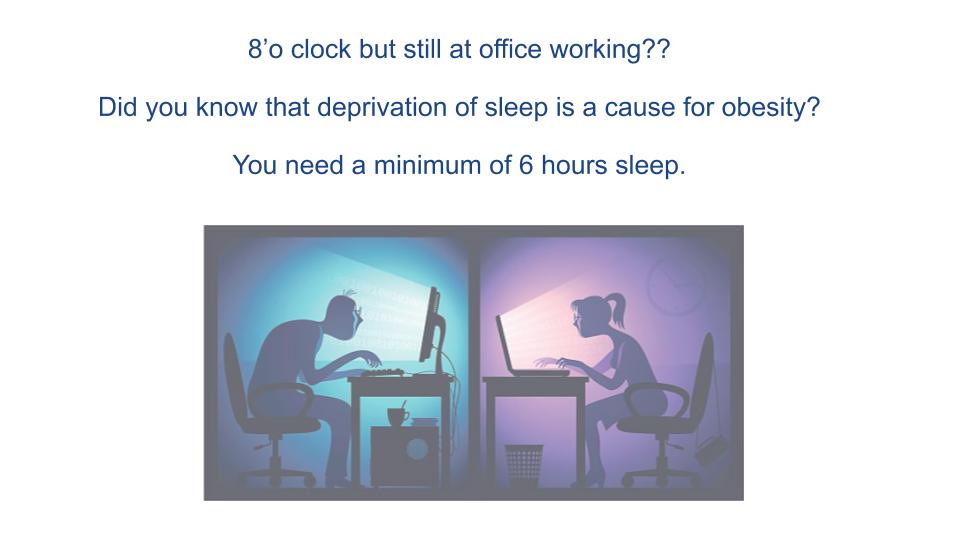 8’o clock but still at office working??
Did you know that deprivation of sleep is a cause for obesity?
You need a minimum of 6 hours sleep.